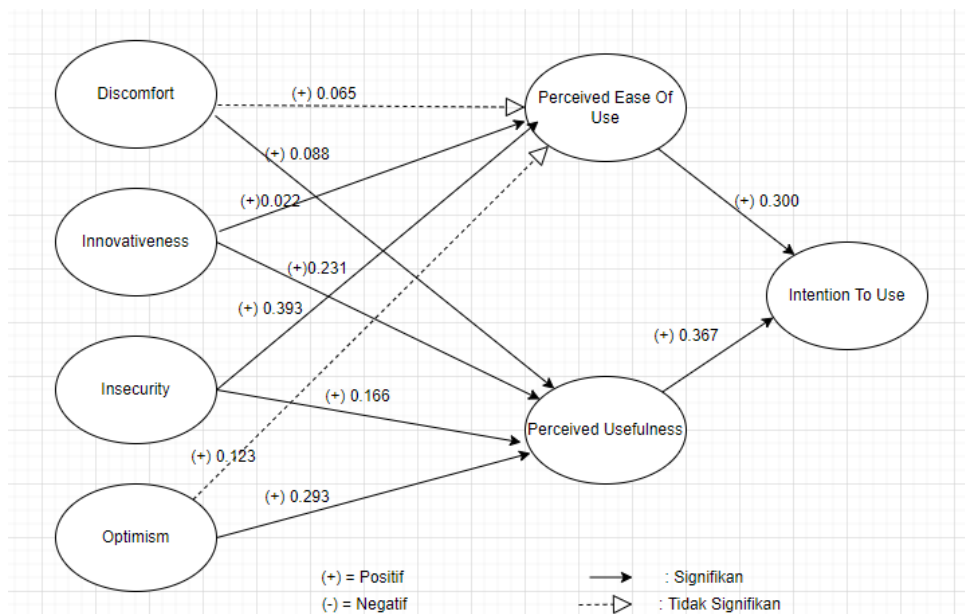 Discomfort
(+) 0.065
Perceived Ease Of
Use
(+) 0.088
(+)0.022
(+) 0.300
Innovativeness
(+)0.231
Intention To Use
(+) 0.393
(+) 0.367
Insecurity
(+) 0.166
Perceived Usefulness
(+) 0.123
(+) 0.293
Optimism
(+) = Positif
: Signifikan
(-) = Negatif
: Tidak Signifikan